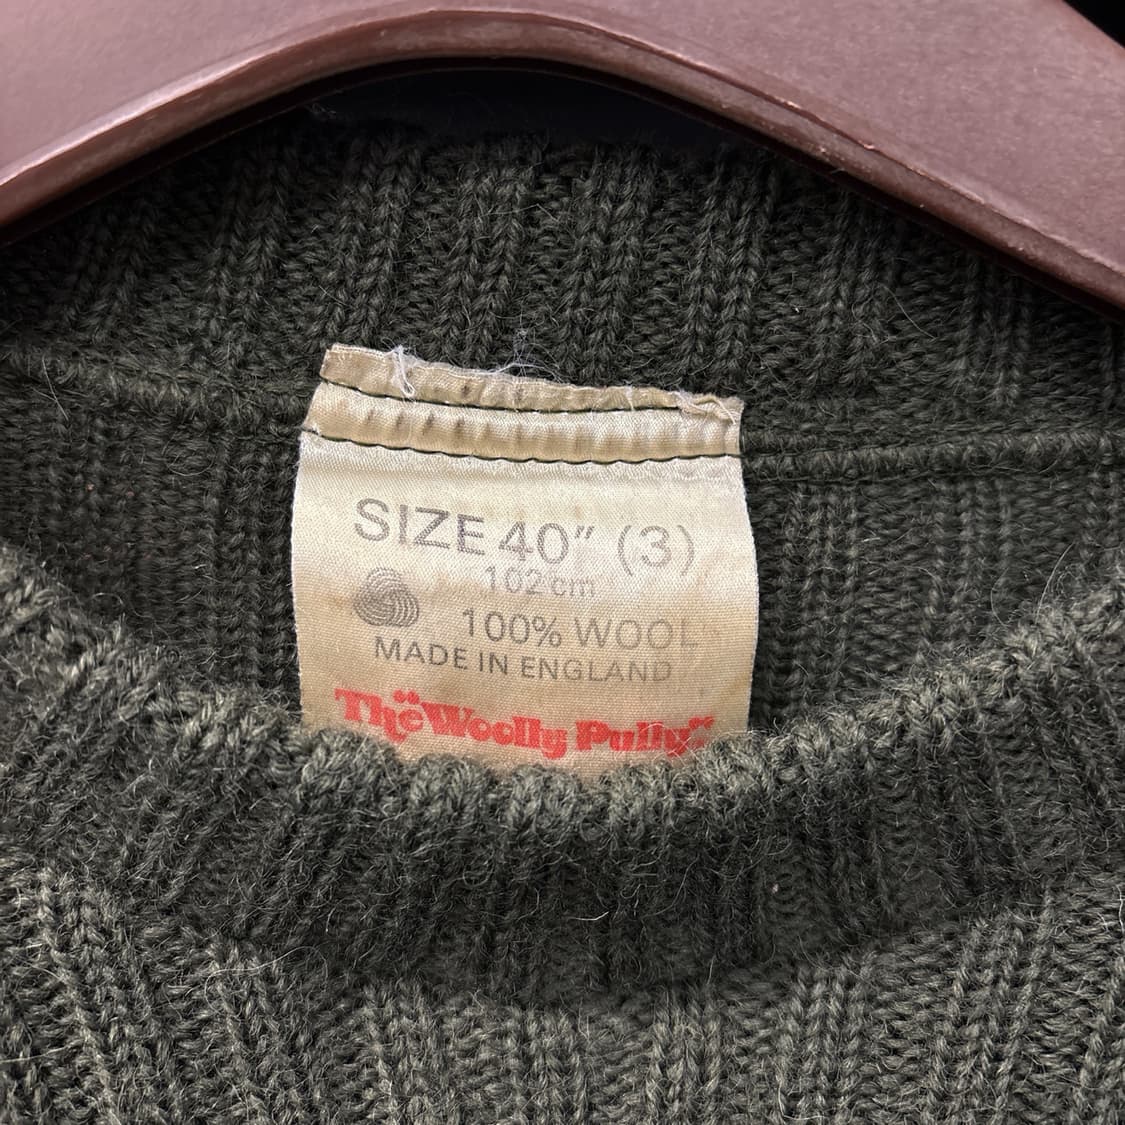 SIZE 40" (3)
102 cm
100% WOOL
MADE IN ENGLAND
"The Woolly Pully"